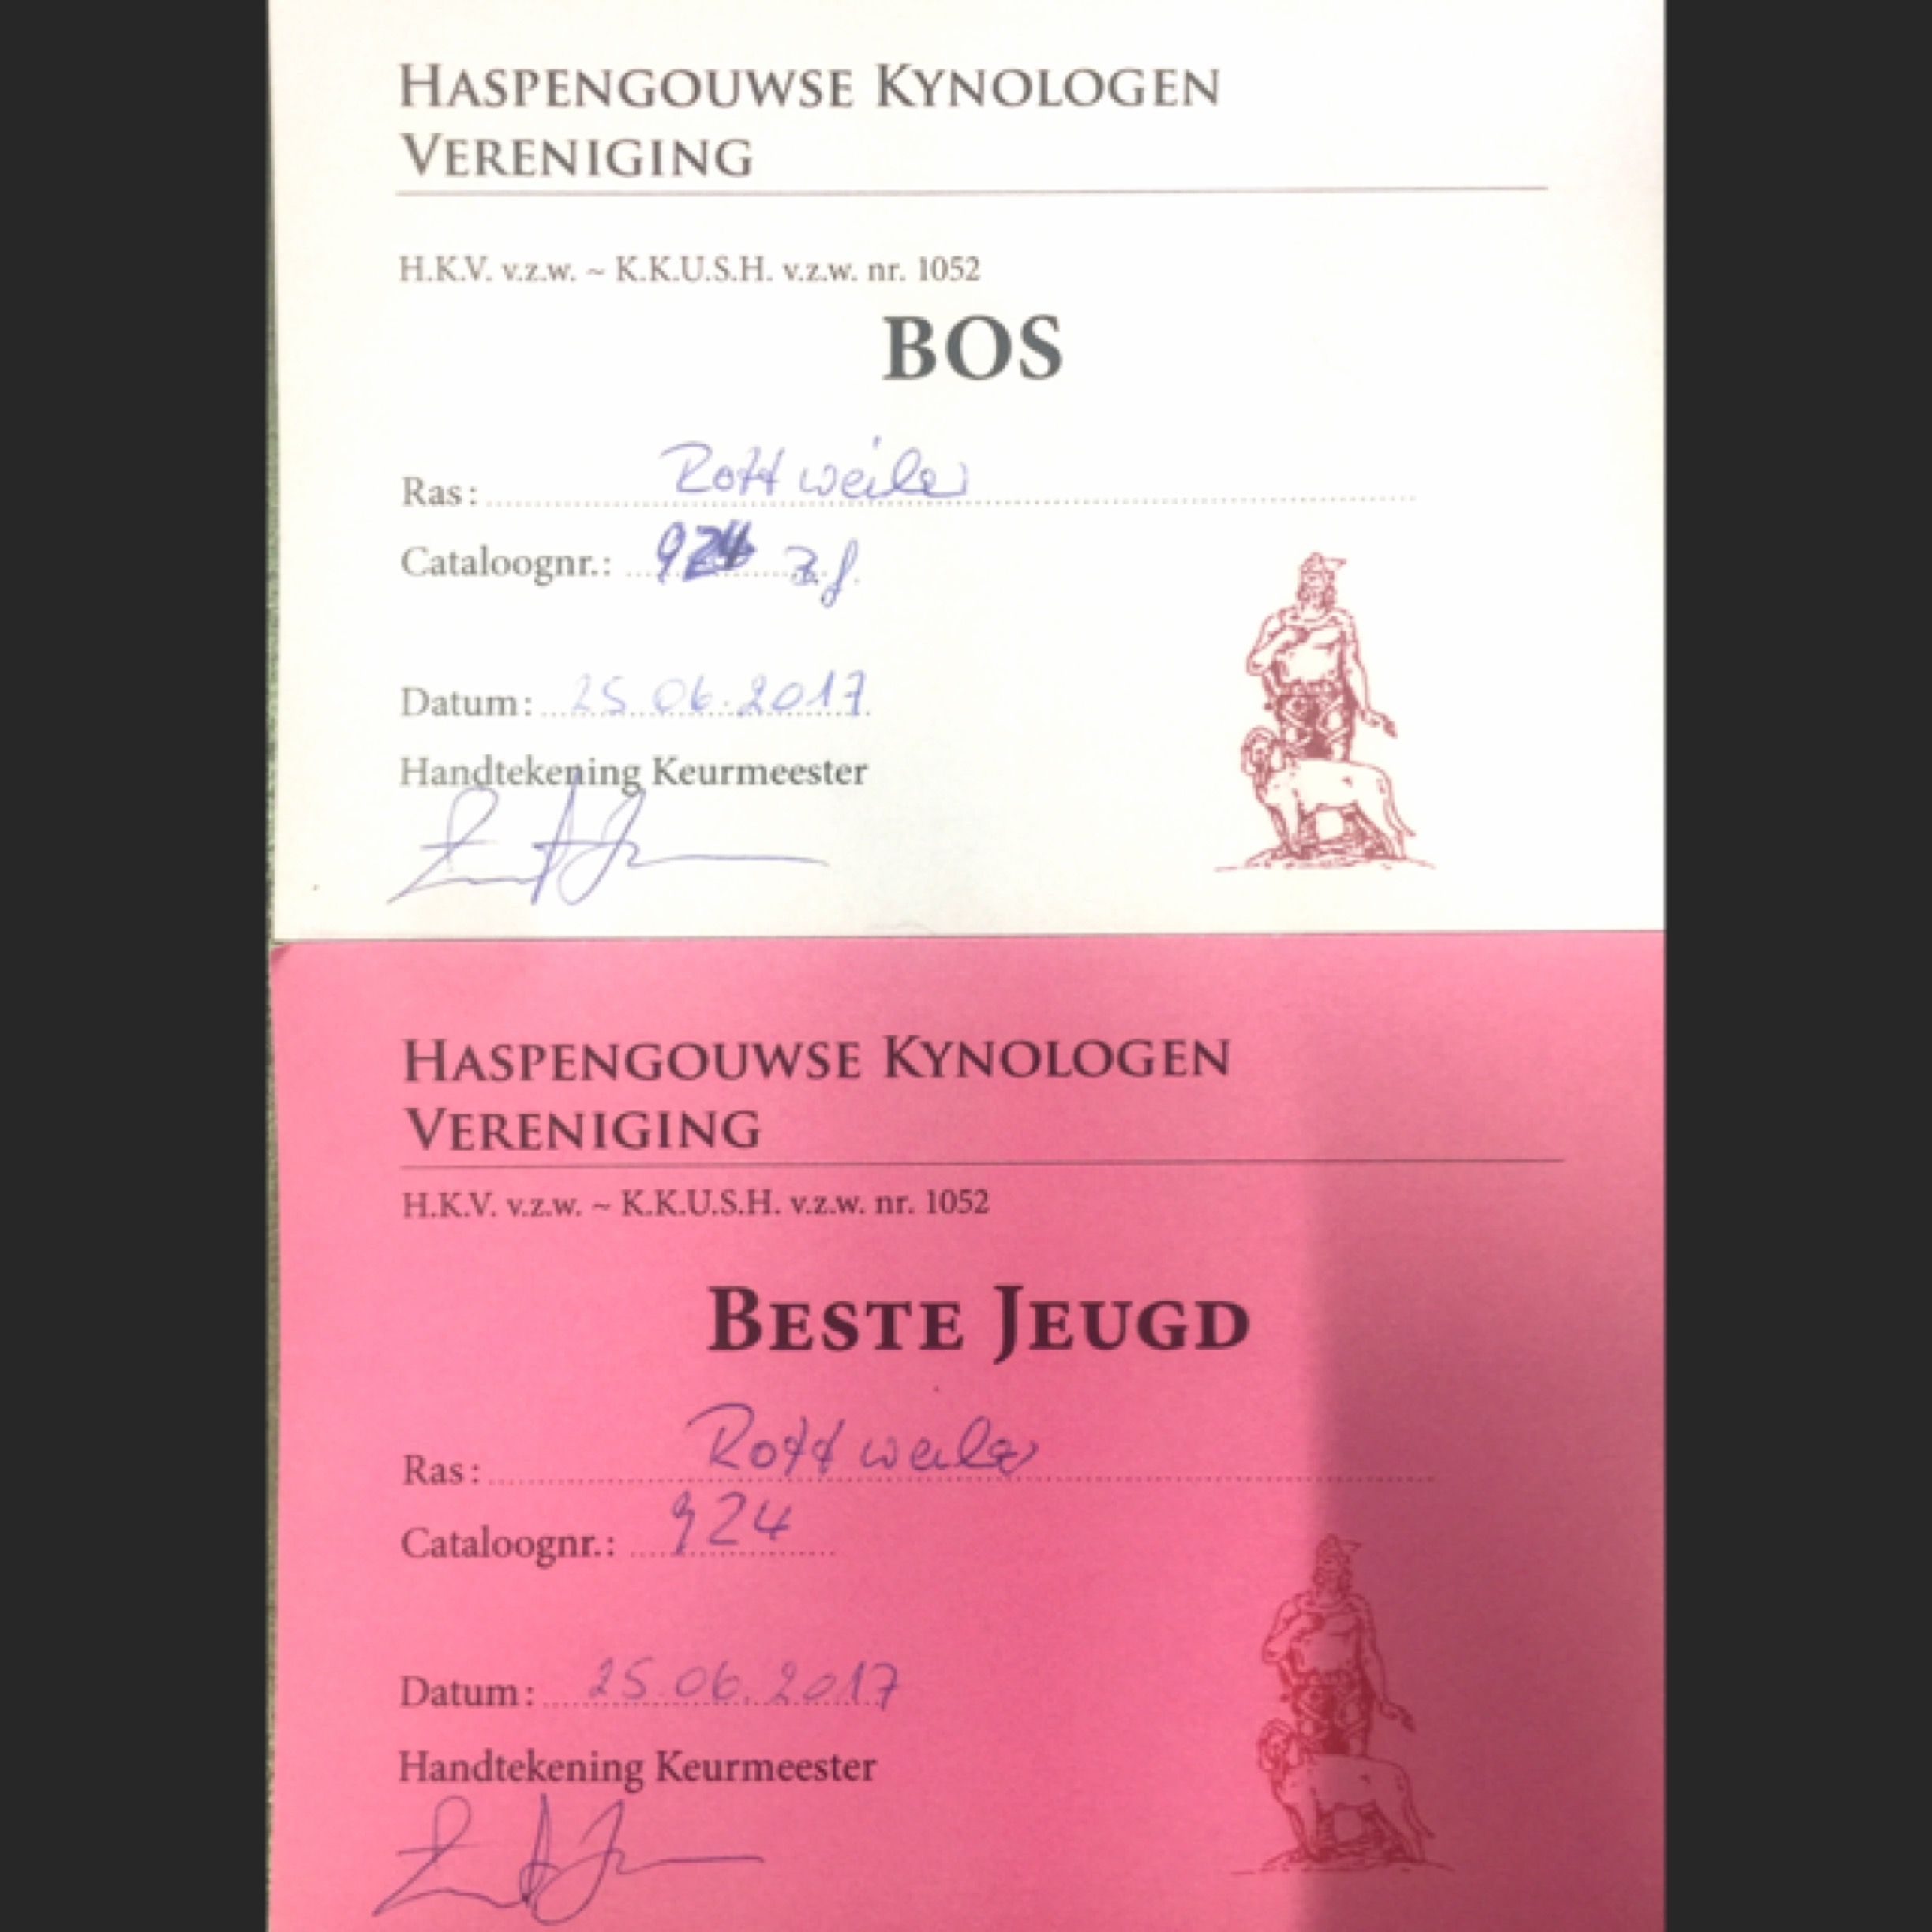 HASPENGOUWSE KYNOLOGEN
VERENIGING
H.K.V. v.z.w. ~ K.K.U.S.H. v.z.w. nr. 1052
BOS
Ras: Rottweiler
Cataloognr.: 924
Datum: 25.06.2017
Handtekening Keurmeester
HASPENGOUWSE KYNOLOGEN
VERENIGING
H.K.V. v.z.w. ~ K.K.U.S.H. v.z.w. nr. 1052
BESTE JEUGD
Ras: Rottweiler
Cataloognr.: 924
Datum: 25.06.2017
Handtekening Keurmeester